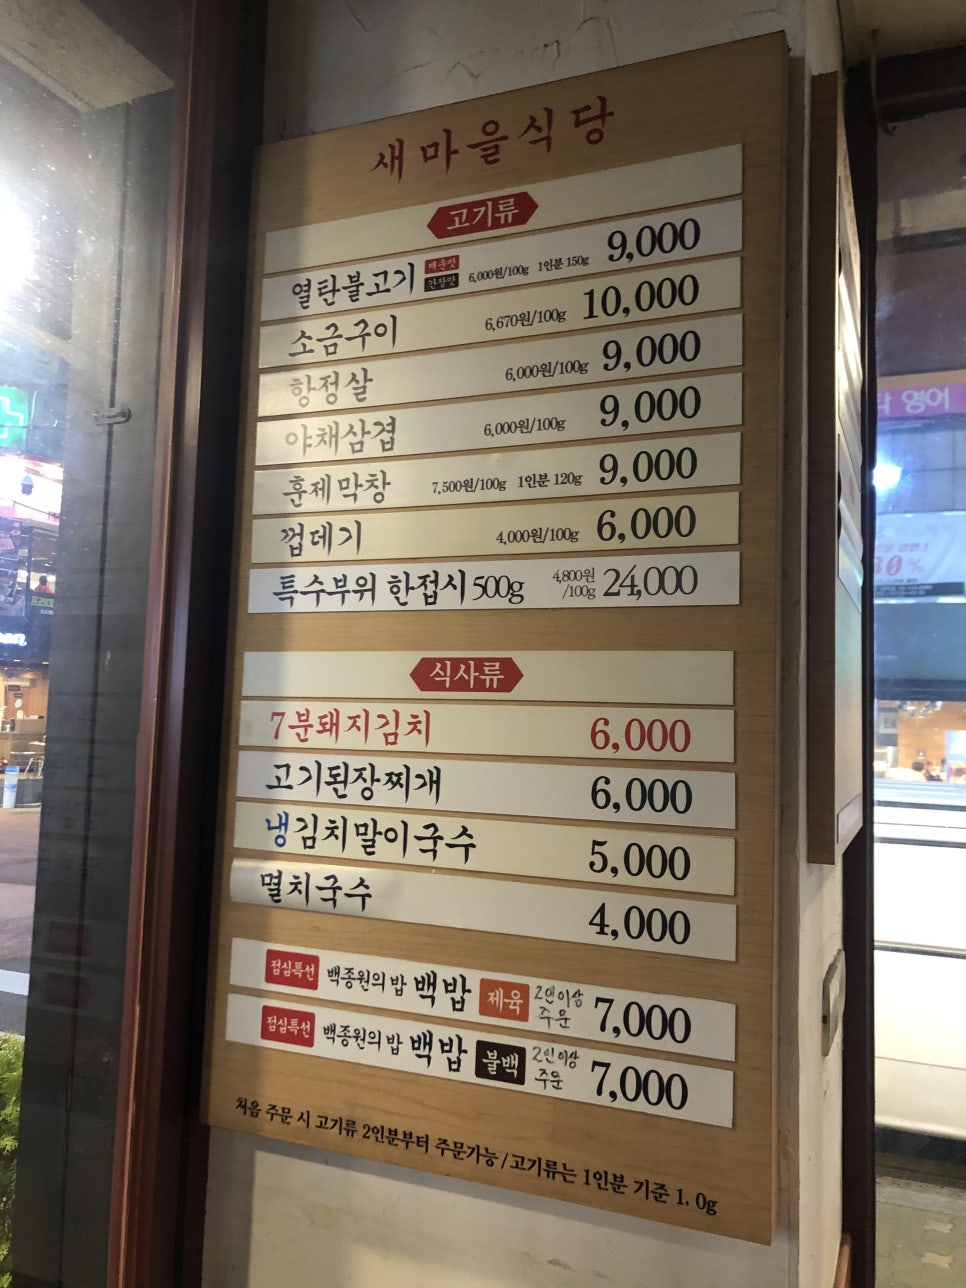 새마을식당
고기류
열탄불고기 매운맛 간장맛 6,000원/100g 1인분 150g 9,000
소금구이 6,670원/100g 10,000
항정살 6,000원/100g 9,000
야채삼겹 6,000원/100g 9,000
훈제막창 7,500원/100g 1인분 120g 9,000
껍데기 4,000원/100g 6,000
특수부위 한접시 500g 4,800원/100g 24,000
식사류
7분돼지김치 6,000
고기된장찌개 6,000
냉김치말이국수 5,000
멸치국수 4,000
점심특선 백종원의 밥 백밥 제육 2인이상 주문 7,000
점심특선 백종원의 밥 백밥 불백 2인이상 주문 7,000
처음 주문 시 고기류 2인분부터 주문가능/고기류는 1인분 기준 1. 0g
영어